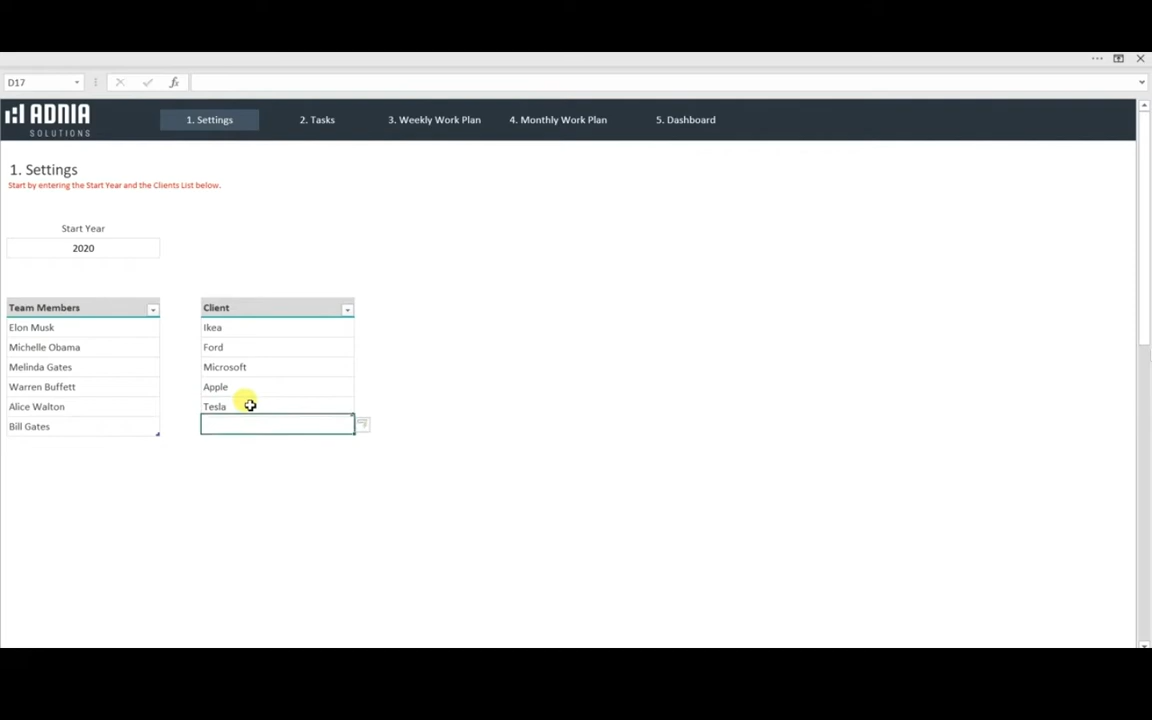 D17
fx
ADNIA
SOLUTIONS
1. Settings
2. Tasks
3. Weekly Work Plan
4. Monthly Work Plan
5. Dashboard
1. Settings
Start by entering the Start Year and the Clients List below.
Start Year
2020
Team Members
Elon Musk
Michelle Obama
Melinda Gates
Warren Buffett
Alice Walton
Bill Gates
Client
Ikea
Ford
Microsoft
Apple
Tesla